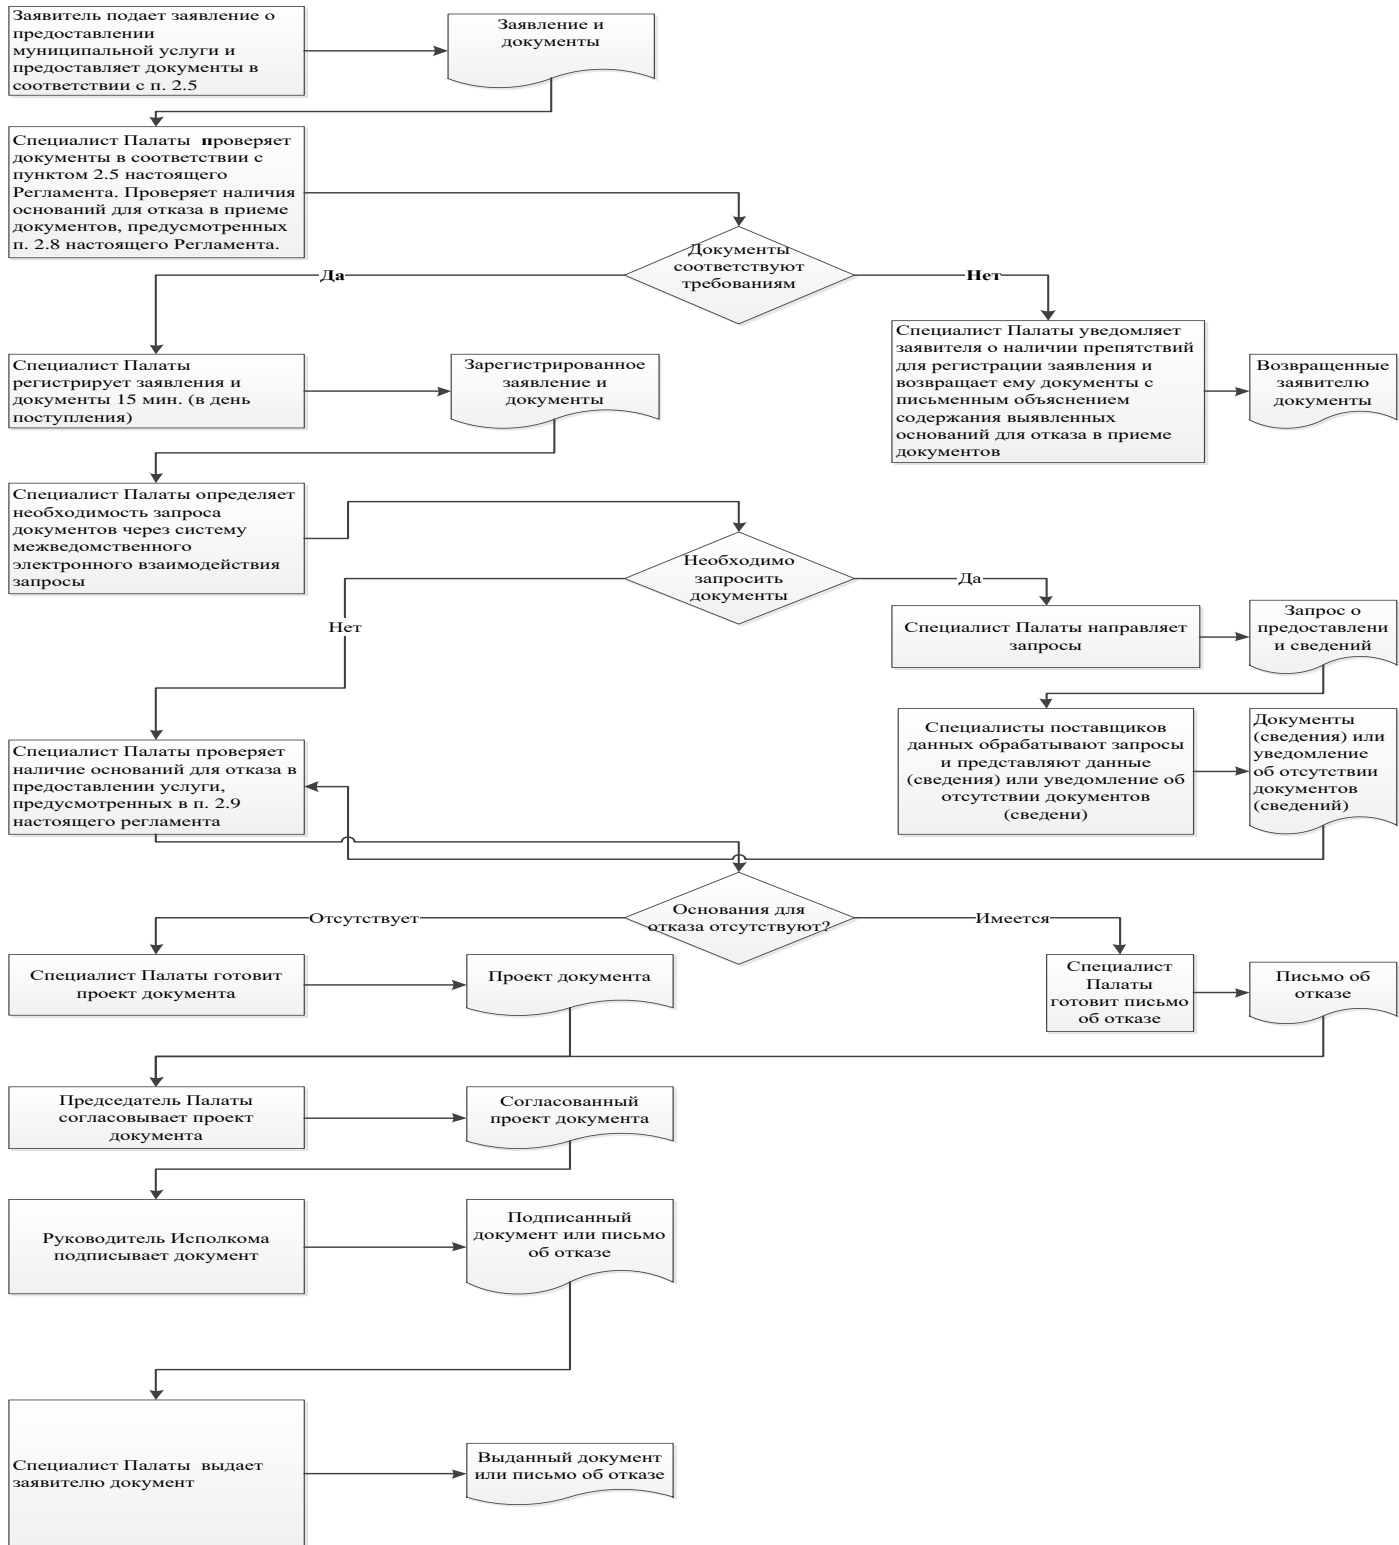 Заявитель подает заявление о
предоставлении
муниципальной услуги и
предоставляет документы в
соответствии с п. 2.5
Заявление и
документы
Специалист Палаты  проверяет
документы в соответствии с
пунктом 2.5 настоящего
Регламента. Проверяет наличия
оснований для отказа в приеме
документов, предусмотренных
п. 2.8 настоящего Регламента.
Документы
соответствуют
требованиям
Да
Нет
Специалист Палаты
регистрирует заявления и
документы 15 мин. (в день
поступления)
Зарегистрированное
заявление и
документы
Специалист Палаты уведомляет
заявителя о наличии препятствий
для регистрации заявления и
возвращает ему документы с
письменным объяснением
содержания выявленных
оснований для отказа в приеме
документов
Возвращенные
заявителю
документы
Специалист Палаты определяет
необходимость запроса
документов через систему
межведомственного
электронного взаимодействия
запросы
Необходимо
запросить
документы
Да
Нет
Специалист Палаты направляет
запросы
Запрос о
предоставлени
и сведений
Специалисты поставщиков
данных обрабатывают запросы
и представляют данные
(сведения) или уведомление об
отсутствии документов
(сведени)
Документы
(сведения) или
уведомление
об отсутствии
документов
(сведений)
Специалист Палаты проверяет
наличие оснований для отказа в
предоставлении услуги,
предусмотренных в п. 2.9
настоящего регламента
Основания для
отказа отсутствуют?
Отсутствует
Имеется
Специалист Палаты готовит
проект документа
Проект документа
Специалист
Палаты
готовит письмо
об отказе
Письмо об
отказе
Председатель Палаты
согласовывает проект
документа
Согласованный
проект документа
Руководитель Исполкома
подписывает документ
Подписанный
документ или письмо
об отказе
Специалист Палаты  выдает
заявителю документ
Выданный документ
или письмо об отказе